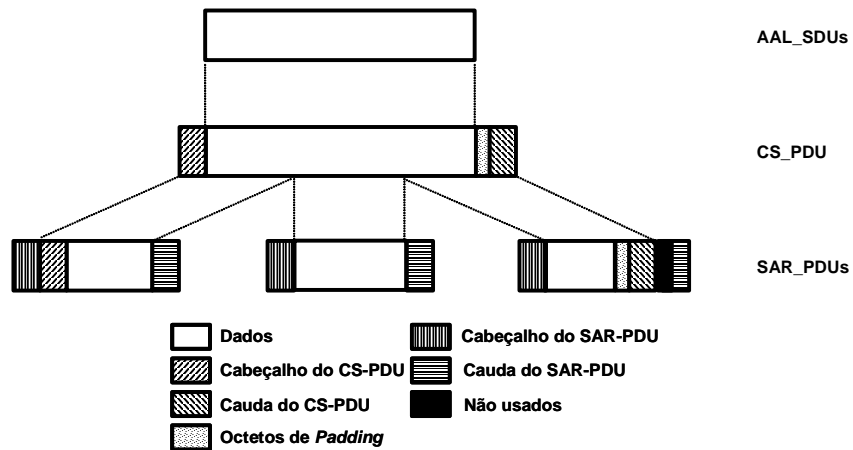 AAL_SDUs
CS_PDU
SAR_PDUs
Dados
Cabeçalho do SAR-PDU
Cabeçalho do CS-PDU
Cauda do SAR-PDU
Cauda do CS-PDU
Não usados
Octetos de Padding